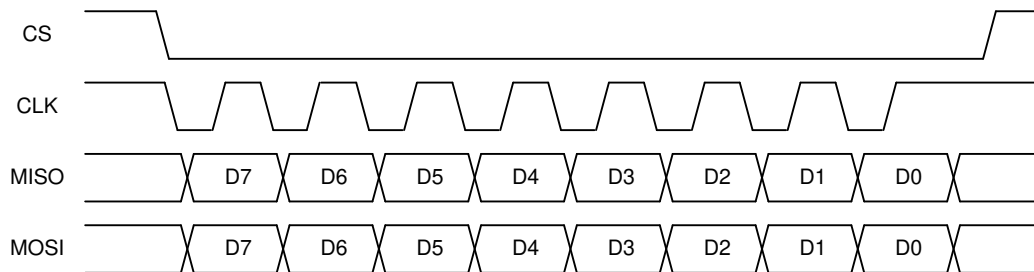 CS
CLK
MISO D7 D6 D5 D4 D3 D2 D1 D0
MOSI D7 D6 D5 D4 D3 D2 D1 D0